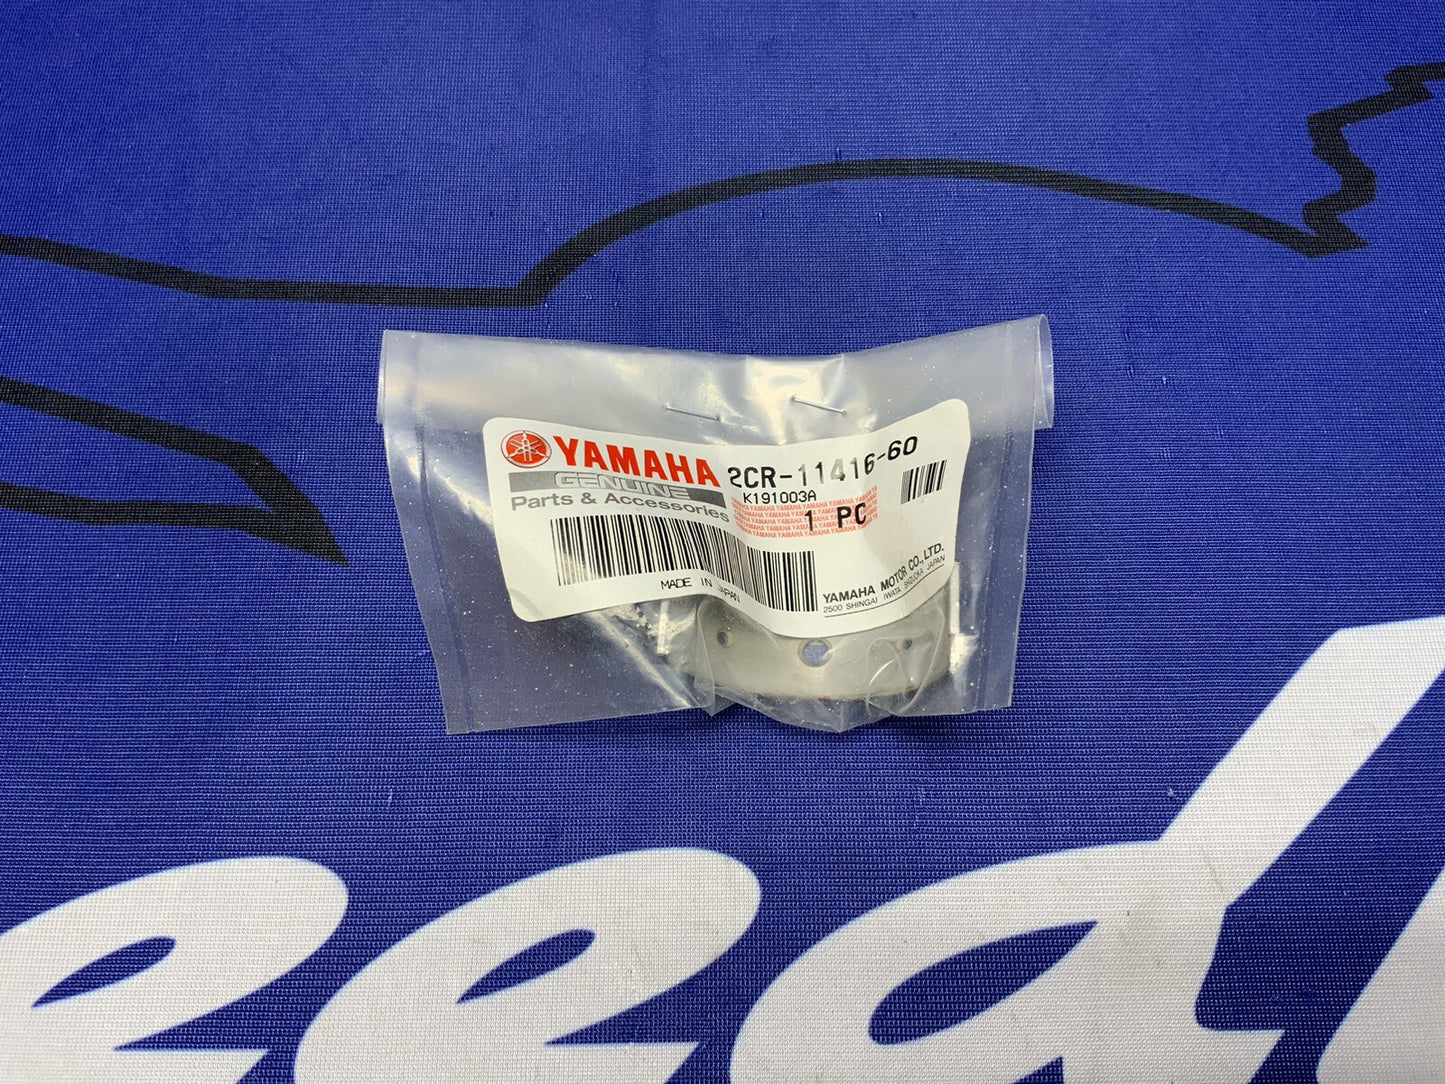 YAMAHA
GENUINE
Parts & Accessories
2CR-11416-60
K191003A
1 PC
MADE IN JAPAN
YAMAHA MOTOR CO., LTD.
2500 SHINGAI IWATA SHIZUOKA JAPAN
eed